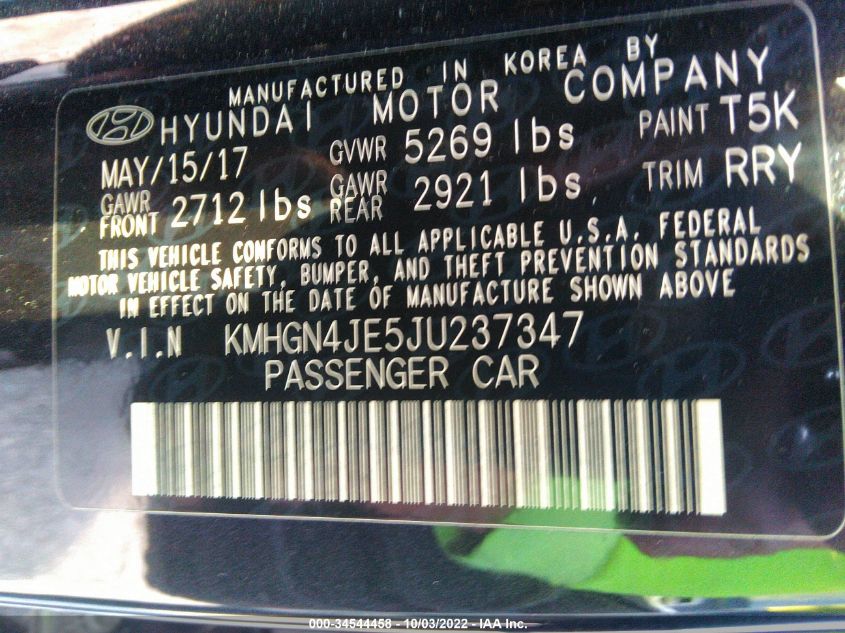 MANUFACTURED IN KOREA BY
HYUNDAI MOTOR COMPANY
MAY/15/17 GVWR 5269 lbs PAINT T5K
GAWR FRONT 2712 lbs GAWR REAR 2921 lbs TRIM RRY
THIS VEHICLE CONFORMS TO ALL APPLICABLE U.S.A. FEDERAL
MOTOR VEHICLE SAFETY, BUMPER, AND THEFT PREVENTION STANDARDS
IN EFFECT ON THE DATE OF MANUFACTURE SHOWN ABOVE
V.I.N KMHGN4JE5JU237347
PASSENGER CAR
000-34544458 - 10/03/2022 - IAA Inc.